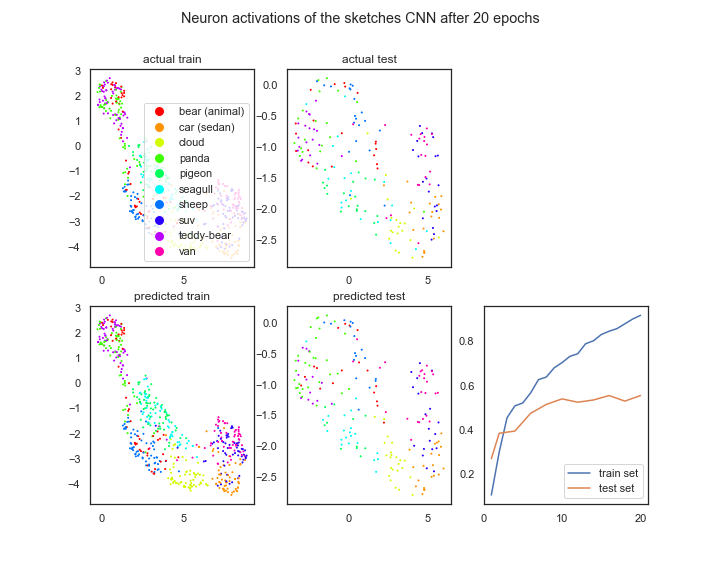 Neuron activations of the sketches CNN after 20 epochs
actual train
actual test
3
2
1
0
−1
−2
−3
−4
0
5
bear (animal)
car (sedan)
cloud
panda
pigeon
seagull
sheep
suv
teddy-bear
van
0.0
−0.5
−1.0
−1.5
−2.0
−2.5
0
5
predicted train
predicted test
3
2
1
0
−1
−2
−3
−4
0
5
0.0
−0.5
−1.0
−1.5
−2.0
−2.5
0
5
0.8
0.6
0.4
0.2
0
10
20
train set
test set